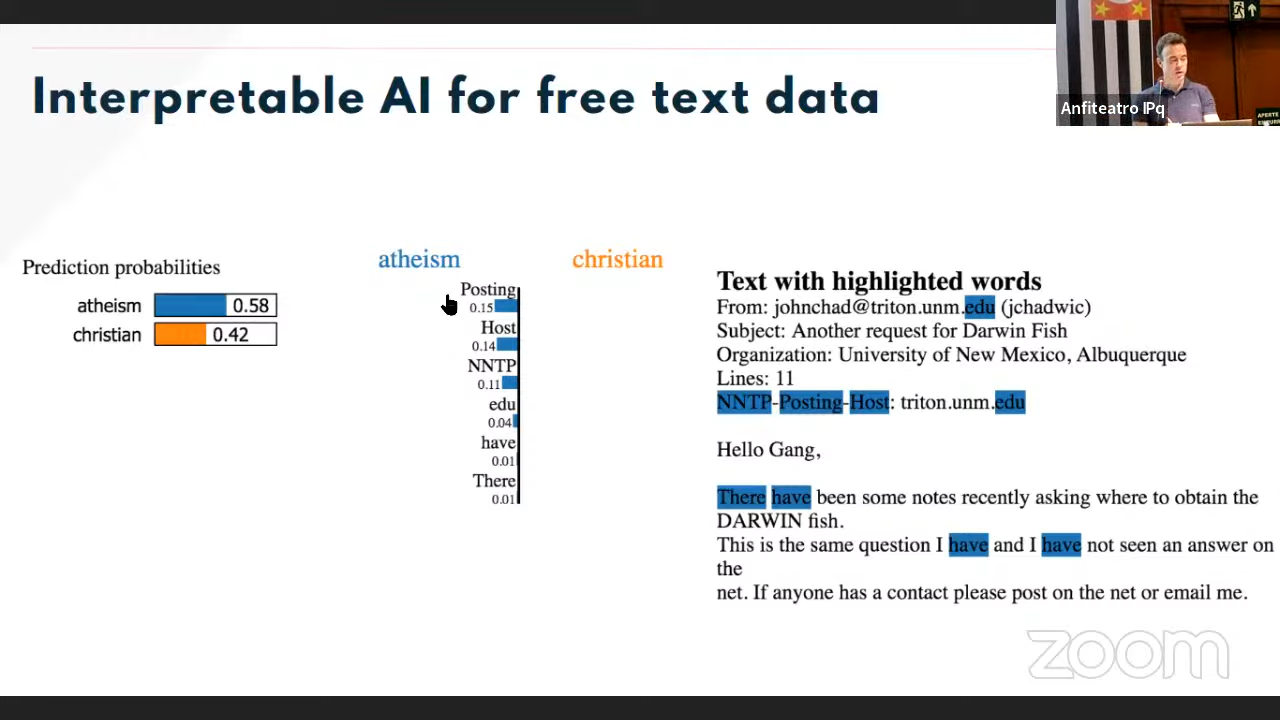 Interpretable AI for free text data
Anfiteatro IPq
APERTE
Prediction probabilities
atheism 0.58
christian 0.42
atheism christian
Posting
0.15
Host
0.14
NNTP
0.11
edu
0.04
have
0.01
There
0.01
Text with highlighted words
From: johnchad@triton.unm.edu (jchadwic)
Subject: Another request for Darwin Fish
Organization: University of New Mexico, Albuquerque
Lines: 11
NNTP-Posting-Host: triton.unm.edu
Hello Gang,
There have been some notes recently asking where to obtain the
DARWIN fish.
This is the same question I have and I have not seen an answer on
the
net. If anyone has a contact please post on the net or email me.
zoom